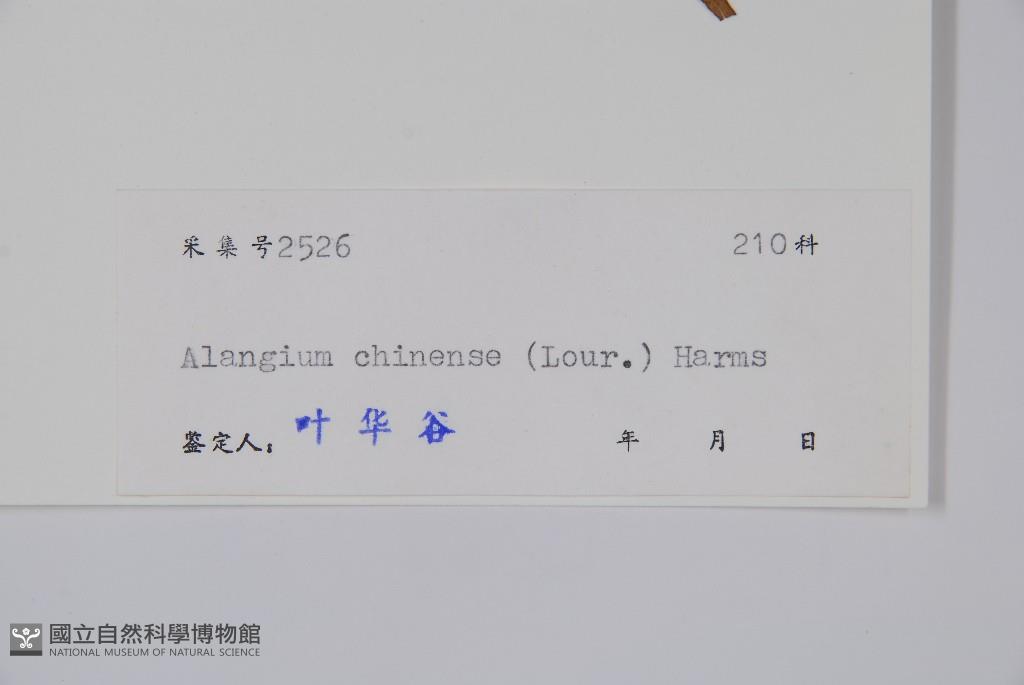 采集号2526 210科
Alangium chinense (Lour.) Harms
鉴定人: 叶华谷 年 月 日
國立自然科學博物館
NATIONAL MUSEUM OF NATURAL SCIENCE